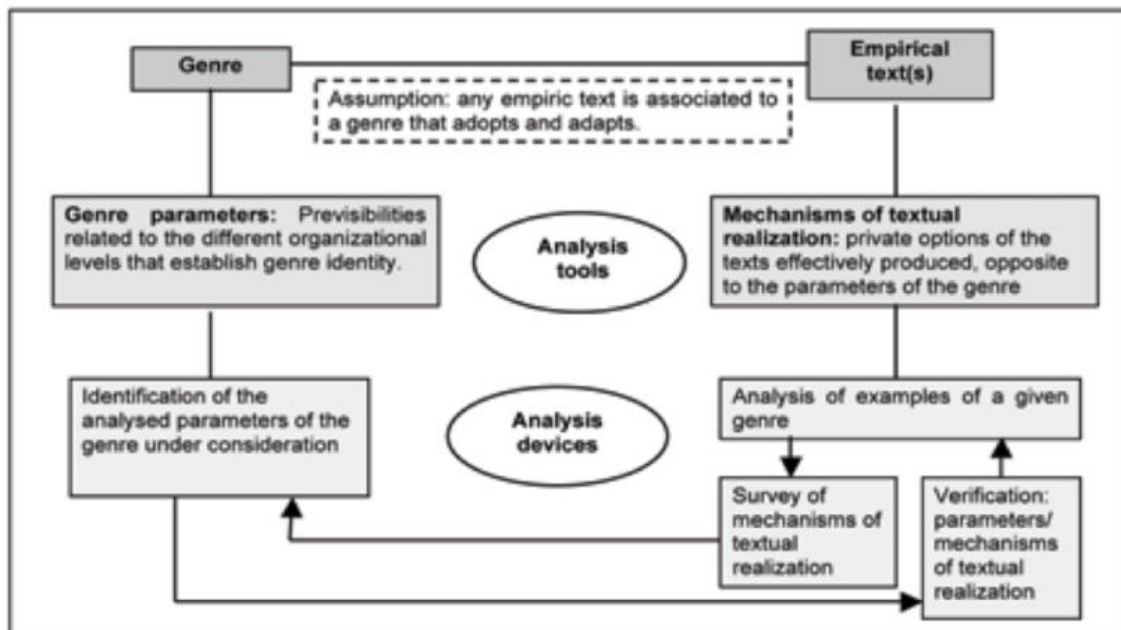 Genre
Empirical
text(s)
Assumption: any empiric text is associated to
a genre that adopts and adapts.
Genre parameters: Previsibilities
related to the different organizational
levels that establish genre identity.
Analysis
tools
Mechanisms of textual
realization: private options of the
texts effectively produced, opposite
to the parameters of the genre
Identification of the
analysed parameters of the
genre under consideration
Analysis
devices
Analysis of examples of a given
genre
Survey of
mechanisms of
textual
realization
Verification:
parameters/
mechanisms
of textual
realization